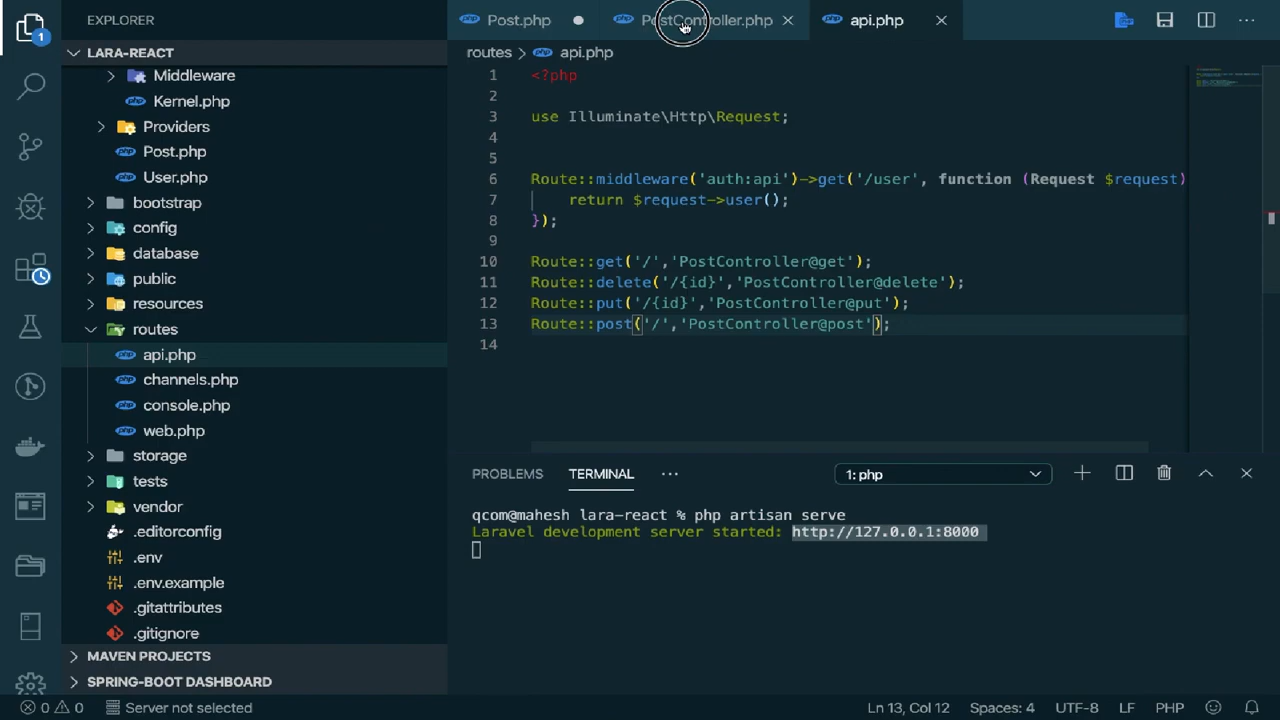 EXPLORER
1
LARA-REACT
Middleware
Kernel.php
Providers
Post.php
User.php
bootstrap
config
database
public
resources
routes
api.php
channels.php
console.php
web.php
storage
tests
vendor
.editorconfig
.env
.env.example
.gitattributes
.gitignore
MAVEN PROJECTS
SPRING-BOOT DASHBOARD
php Post.php php PostController.php php api.php
routes > php api.php
1 <?php
2
3 use Illuminate\Http\Request;
4
5
6 Route::middleware('auth:api')->get('/user', function (Request $request)
7 return $request->user();
8 });
9
10 Route::get('/','PostController@get');
11 Route::delete('/{id}','PostController@delete');
12 Route::put('/{id}','PostController@put');
13 Route::post('/','PostController@post');
14
PROBLEMS TERMINAL ··· 1: php
qcom@mahesh lara-react % php artisan serve
Laravel development server started: http://127.0.0.1:8000
0 0 Server not selected Ln 13, Col 12 Spaces: 4 UTF-8 LF PHP